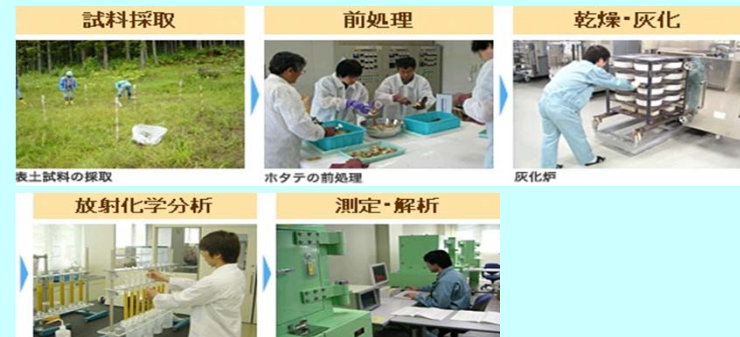 試料採取
前処理
乾燥・灰化
表土試料の採取
ホタテの前処理
灰化炉
放射化学分析
測定・解析